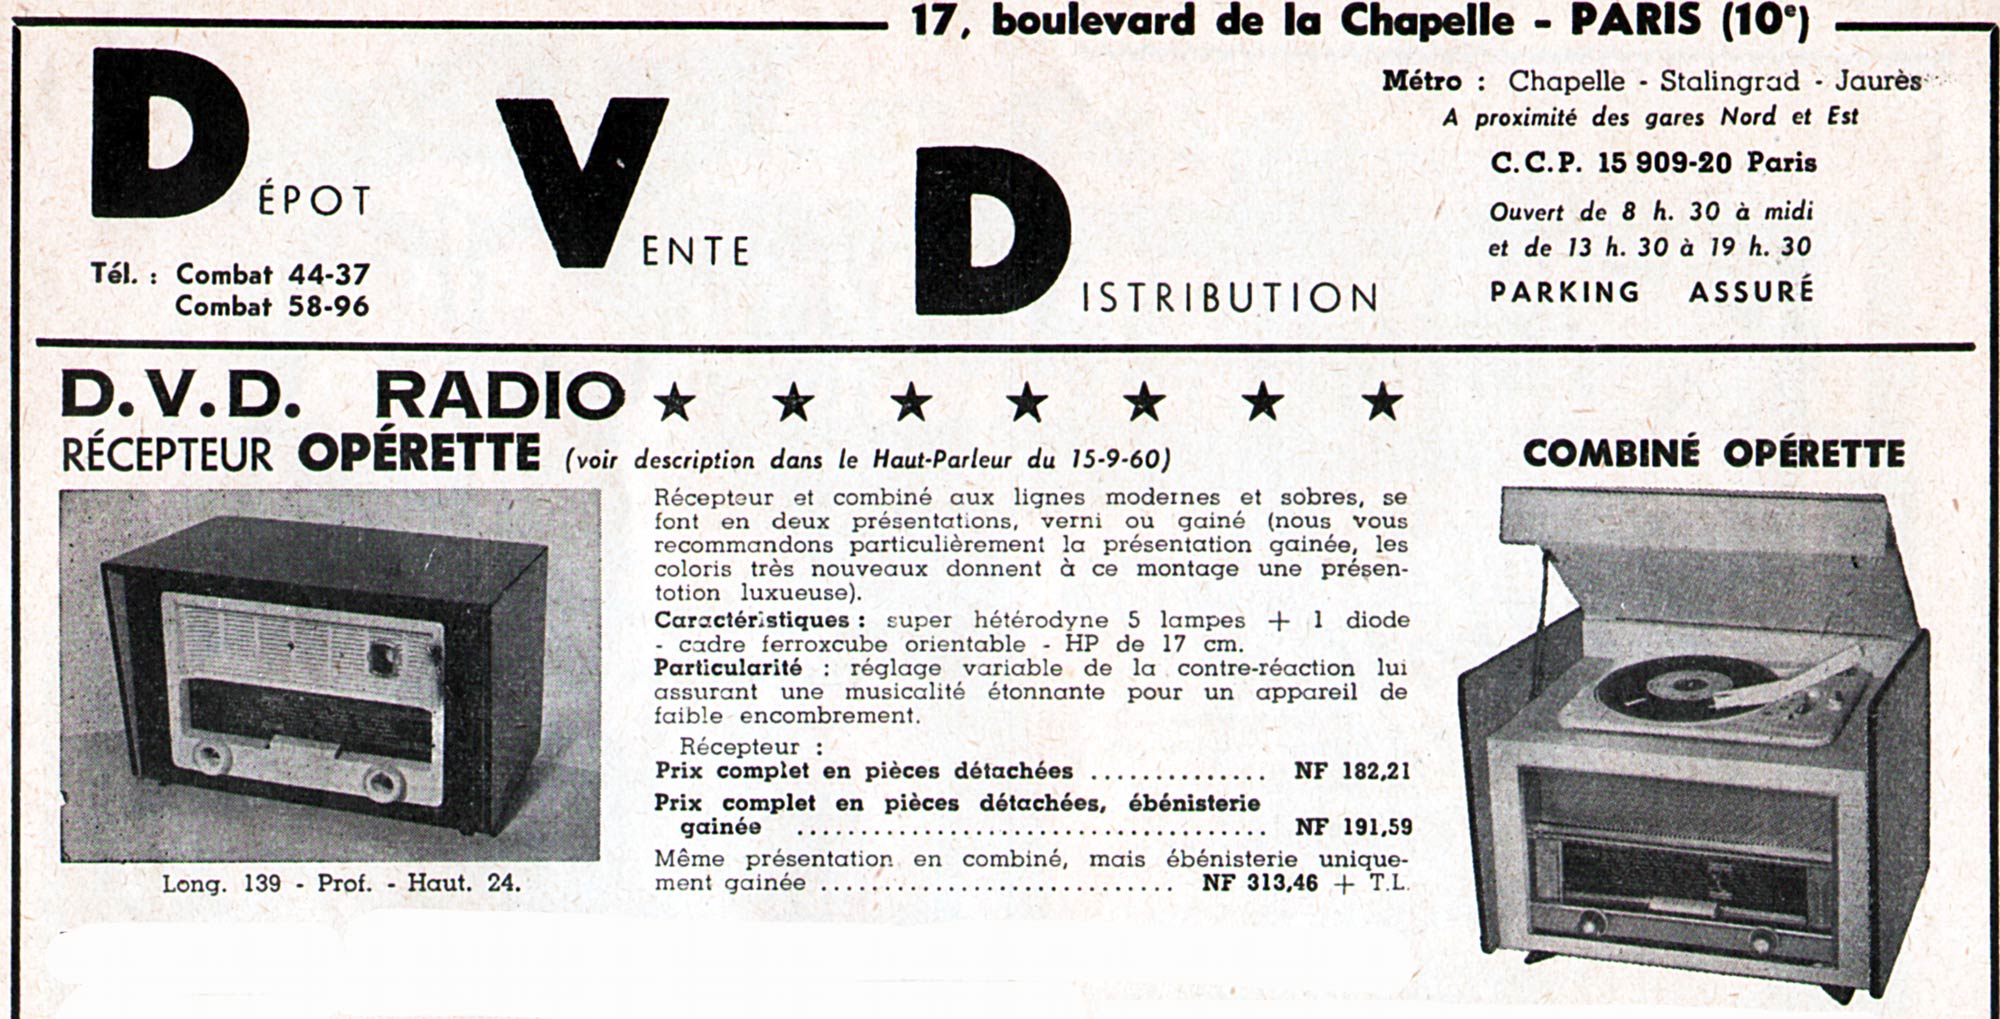 17, boulevard de la Chapelle - PARIS (10e)
DÉPOT
VENTE
DISTRIBUTION
Tél. : Combat 44-37
Combat 58-96
Métro : Chapelle - Stalingrad - Jaurès
A proximité des gares Nord et Est
C.C.P. 15 909-20 Paris
Ouvert de 8 h. 30 à midi
et de 13 h. 30 à 19 h. 30
PARKING ASSURÉ
D.V.D. RADIO ★ ★ ★ ★ ★ ★ ★
RÉCEPTEUR OPÉRETTE (voir description dans le Haut-Parleur du 15-9-60)
Long. 139 - Prof. - Haut. 24.
Récepteur et combiné aux lignes modernes et sobres, se
font en deux présentations, verni ou gainé (nous vous
recommandons particulièrement la présentation gainée, les
coloris très nouveaux donnent à ce montage une présen-
totion luxueuse).
Caractéristiques : super hétérodyne 5 lampes + 1 diode
- cadre ferroxcube orientable - HP de 17 cm.
Particularité : réglage variable de la contre-réaction lui
assurant une musicalité étonnante pour un appareil de
faible encombrement.
Récepteur :
Prix complet en pièces détachées .............. NF 182,21
Prix complet en pièces détachées, ébénisterie
gainée ..................................... NF 191,59
Même présentation en combiné, mais ébénisterie unique-
ment gainée ............................ NF 313,46 + T.L.
COMBINÉ OPÉRETTE